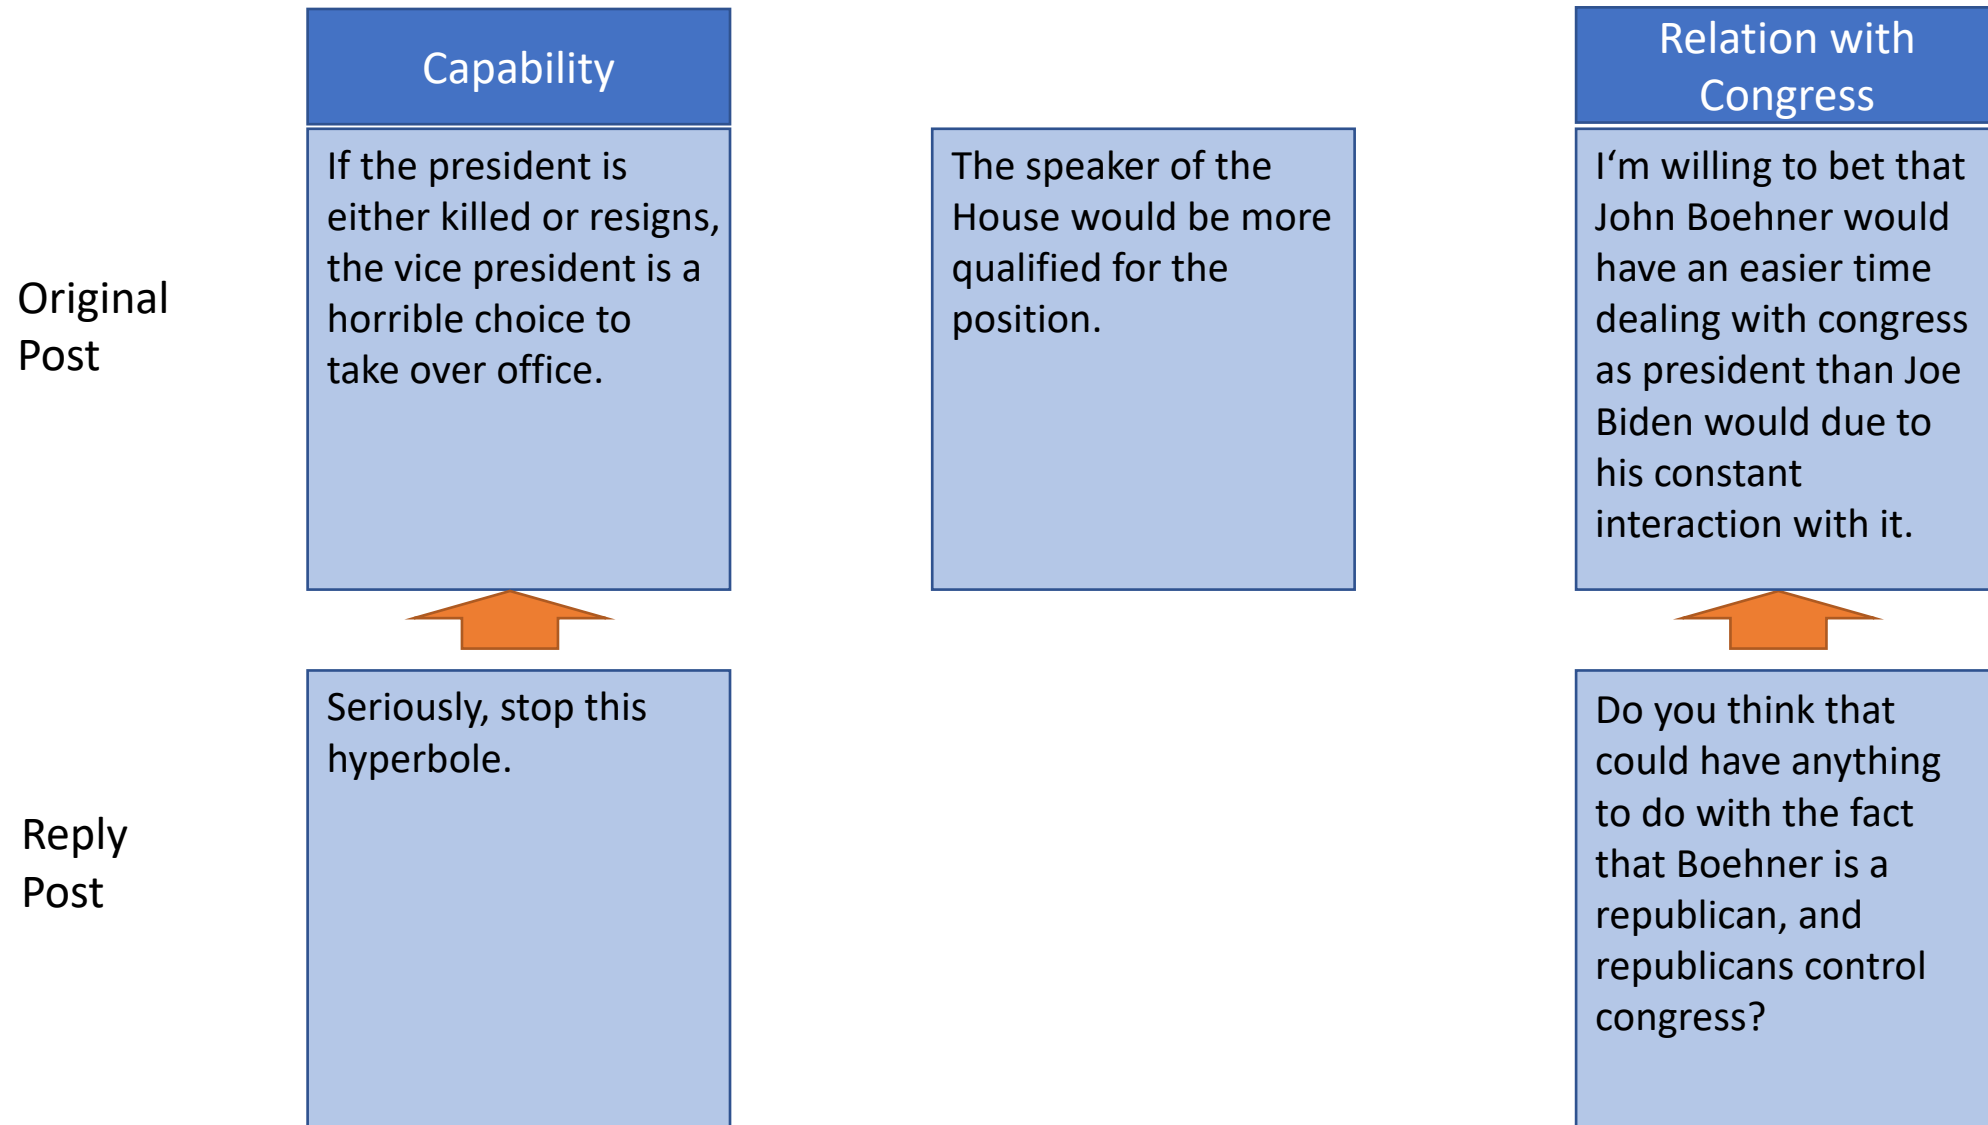 Capability
Relation with
Congress
Original
Post
If the president is
either killed or resigns,
the vice president is a
horrible choice to
take over office.
The speaker of the
House would be more
qualified for the
position.
I‘m willing to bet that
John Boehner would
have an easier time
dealing with congress
as president than Joe
Biden would due to
his constant
interaction with it.
Reply
Post
Seriously, stop this
hyperbole.
Do you think that
could have anything
to do with the fact
that Boehner is a
republican, and
republicans control
congress?